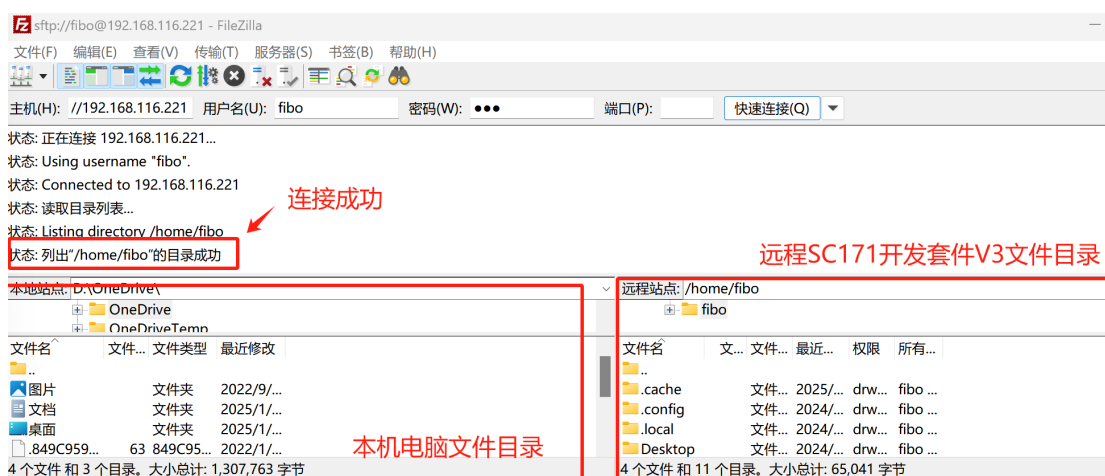 sftp://fibo@192.168.116.221 - FileZilla
文件(F) 编辑(E) 查看(V) 传输(T) 服务器(S) 书签(B) 帮助(H)
主机(H): //192.168.116.221 用户名(U): fibo 密码(W): ●●● 端口(P): 快速连接(Q)
状态: 正在连接 192.168.116.221...
状态: Using username "fibo".
状态: Connected to 192.168.116.221
状态: 读取目录列表...
状态: Listing directory /home/fibo
状态: 列出"/home/fibo"的目录成功
连接成功
远程SC171开发套件V3文件目录
本地站点: D:\OneDrive\
OneDrive
OneDriveTemp
文件名 文件... 文件类型 最近修改
..
图片 文件夹 2022/9/...
文档 文件夹 2025/1/...
桌面 文件夹 2025/1/...
.849C959... 63 849C95... 2022/1/...
4 个文件 和 3 个目录。大小总计: 1,307,763 字节
本机电脑文件目录
远程站点: /home/fibo
fibo
文件名 文... 文件... 最近... 权限 所有...
..
.cache 文件... 2025/... drw... fibo ...
.config 文件... 2024/... drw... fibo ...
.local 文件... 2024/... drw... fibo ...
Desktop 文件... 2024/... drw... fibo ...
4 个文件 和 11 个目录。大小总计: 65,041 字节